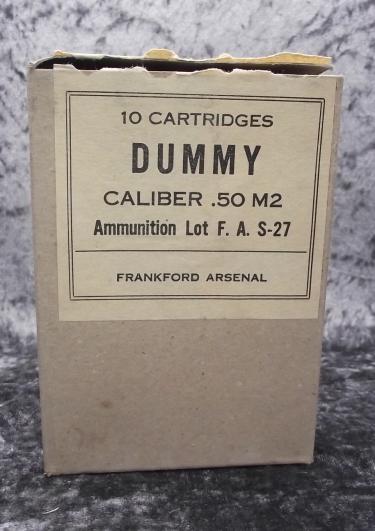 10 CARTRIDGES
DUMMY
CALIBER .50 M2
Ammunition Lot F. A. S-27
FRANKFORD ARSENAL